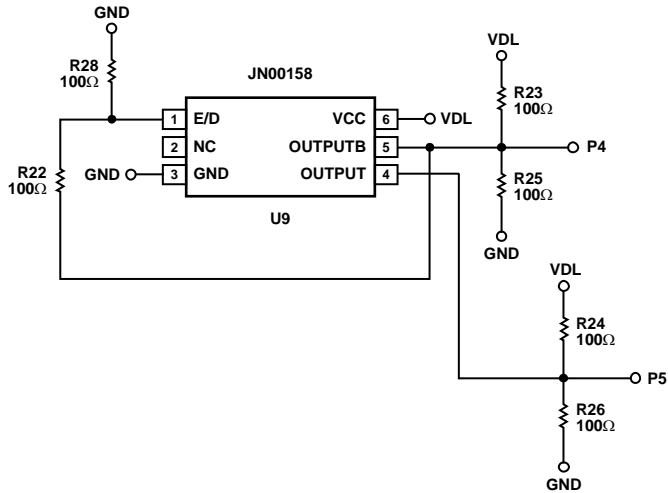 GND
R28
100Ω
JN00158
VDL
R23
100Ω
1 E/D
VCC 6
VDL
2 NC
OUTPUTB 5
P4
R22
100Ω
GND
3 GND
OUTPUT 4
R25
100Ω
U9
GND
VDL
R24
100Ω
P5
R26
100Ω
GND